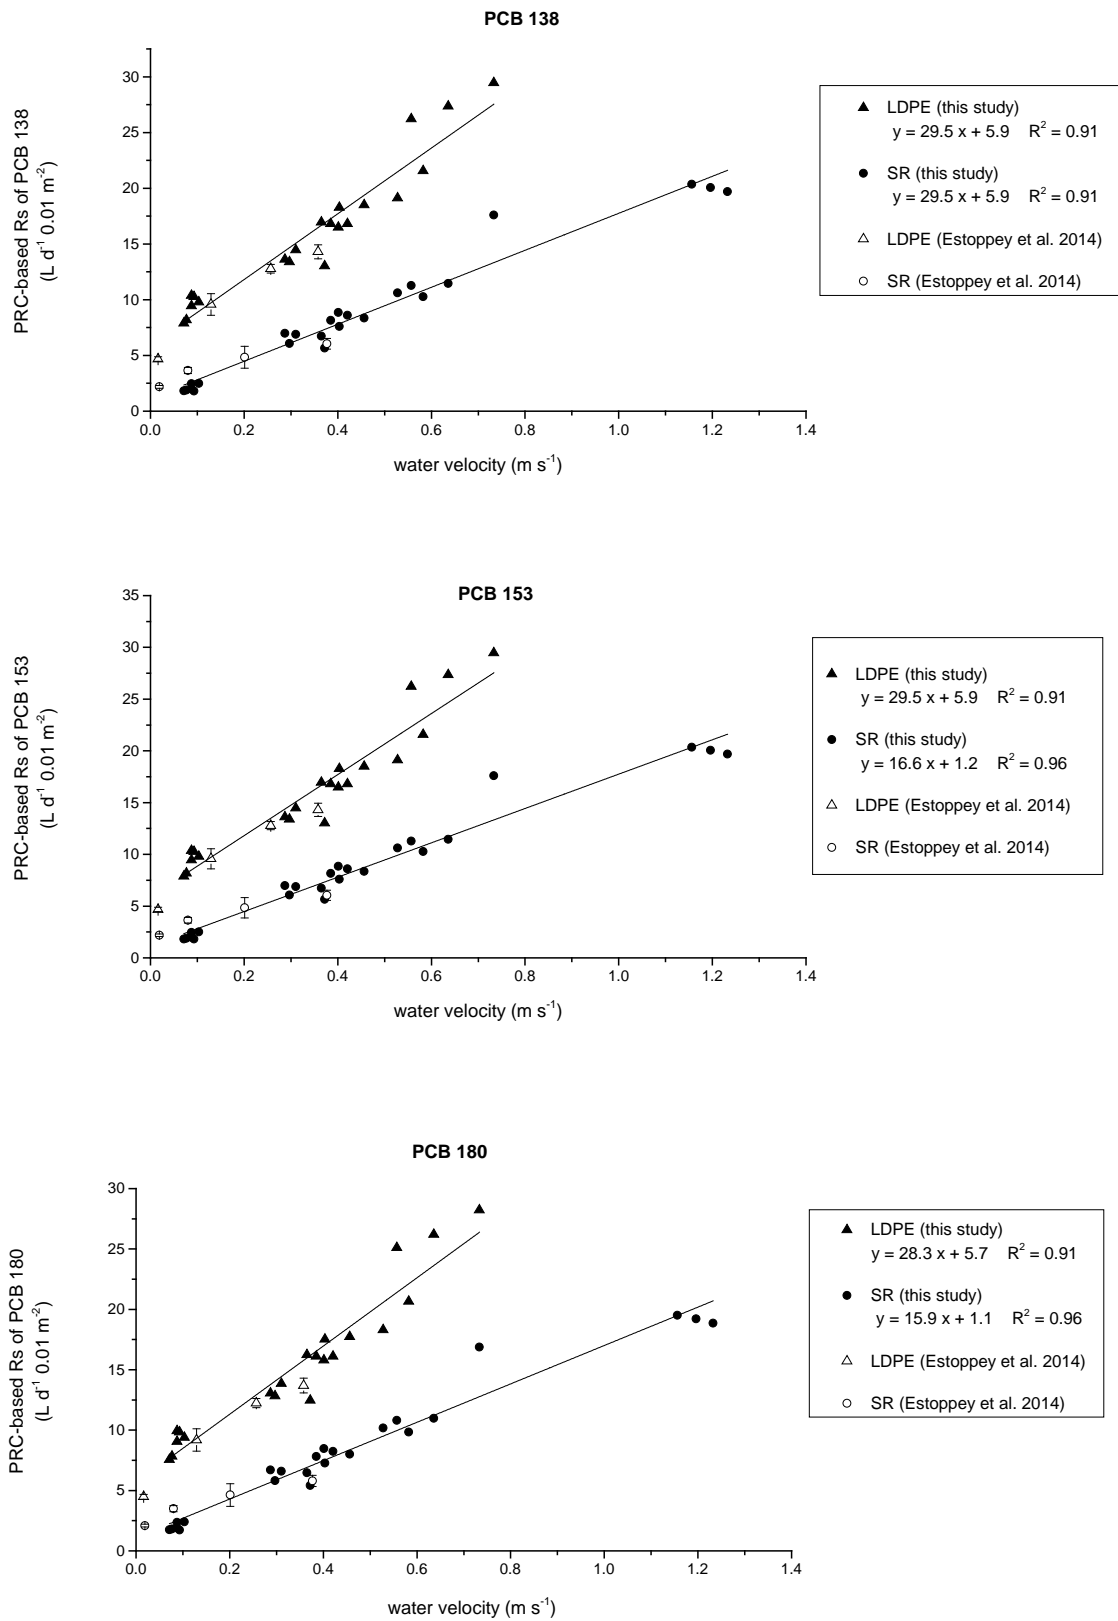 PCB 138
PRC-based Rs of PCB 138
(L d⁻¹ 0.01 m⁻²)
30
25
20
15
10
5
0
0.0 0.2 0.4 0.6 0.8 1.0 1.2 1.4
water velocity (m s⁻¹)
LDPE (this study)
y = 29.5 x + 5.9 R² = 0.91
SR (this study)
y = 29.5 x + 5.9 R² = 0.91
LDPE (Estoppey et al. 2014)
SR (Estoppey et al. 2014)
PCB 153
PRC-based Rs of PCB 153
(L d⁻¹ 0.01 m⁻²)
35
30
25
20
15
10
5
0
0.0 0.2 0.4 0.6 0.8 1.0 1.2 1.4
water velocity (m s⁻¹)
LDPE (this study)
y = 29.5 x + 5.9 R² = 0.91
SR (this study)
y = 16.6 x + 1.2 R² = 0.96
LDPE (Estoppey et al. 2014)
SR (Estoppey et al. 2014)
PCB 180
PRC-based Rs of PCB 180
(L d⁻¹ 0.01 m⁻²)
30
25
20
15
10
5
0
0.0 0.2 0.4 0.6 0.8 1.0 1.2 1.4
water velocity (m s⁻¹)
LDPE (this study)
y = 28.3 x + 5.7 R² = 0.91
SR (this study)
y = 15.9 x + 1.1 R² = 0.96
LDPE (Estoppey et al. 2014)
SR (Estoppey et al. 2014)